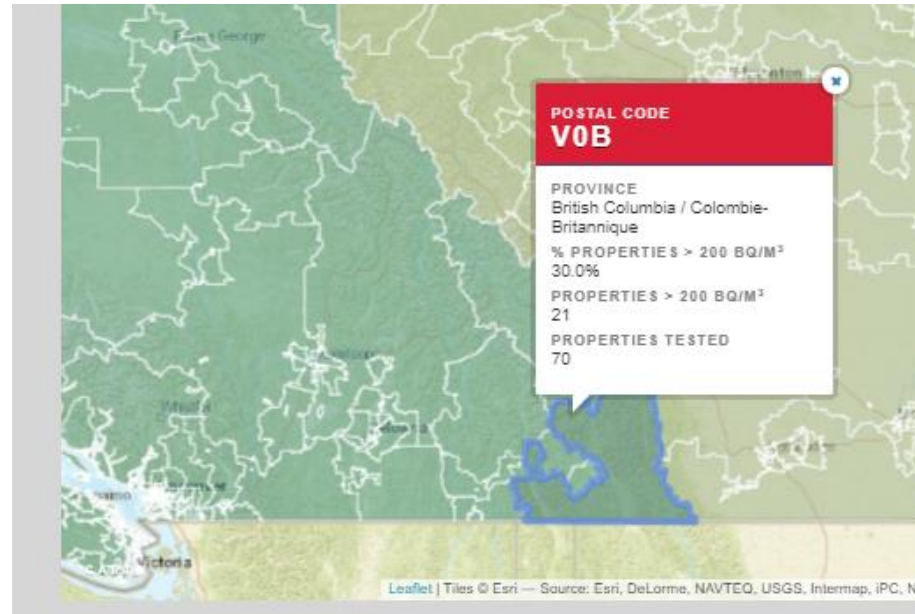 Prince George
POSTAL CODE
V0B
PROVINCE
British Columbia / Colombie-
Britannique
% PROPERTIES > 200 BQ/M³
30.0%
PROPERTIES > 200 BQ/M³
21
PROPERTIES TESTED
70
Kelowna
Victoria
Leaflet | Tiles © Esri — Source: Esri, DeLorme, NAVTEQ, USGS, Intermap, iPC, N